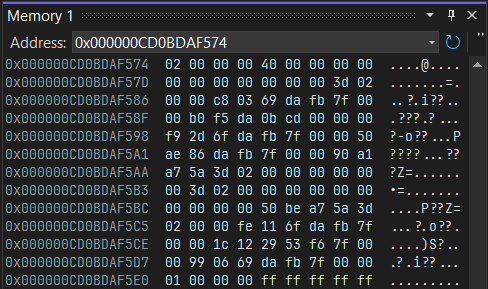 Memory 1
Address: 0x000000CD0BDAF574
0x000000CD0BDAF574 02 00 00 00 40 00 00 00 00 ....@....
0x000000CD0BDAF57D 00 00 00 00 00 00 00 3d 02 .......=.
0x000000CD0BDAF586 00 00 c8 03 69 da fb 7f 00 ..?.i??..
0x000000CD0BDAF58F 00 b0 f5 da 0b cd 00 00 00 .???.?...
0x000000CD0BDAF598 f9 2d 6f da fb 7f 00 00 50 ?-o??...P
0x000000CD0BDAF5A1 ae 86 da fb 7f 00 00 90 a1 ????...??
0x000000CD0BDAF5AA a7 5a 3d 02 00 00 00 00 00 ?Z=......
0x000000CD0BDAF5B3 00 3d 02 00 00 00 00 00 00 •=.......
0x000000CD0BDAF5BC 00 00 00 00 50 be a7 5a 3d ....P??Z=
0x000000CD0BDAF5C5 02 00 00 fe 11 6f da fb 7f ...?.o??.
0x000000CD0BDAF5CE 00 00 1c 12 29 53 f6 7f 00 ....)S?..
0x000000CD0BDAF5D7 00 99 06 69 da fb 7f 00 00 .?.i??...
0x000000CD0BDAF5E0 01 00 00 00 ff ff ff ff ff